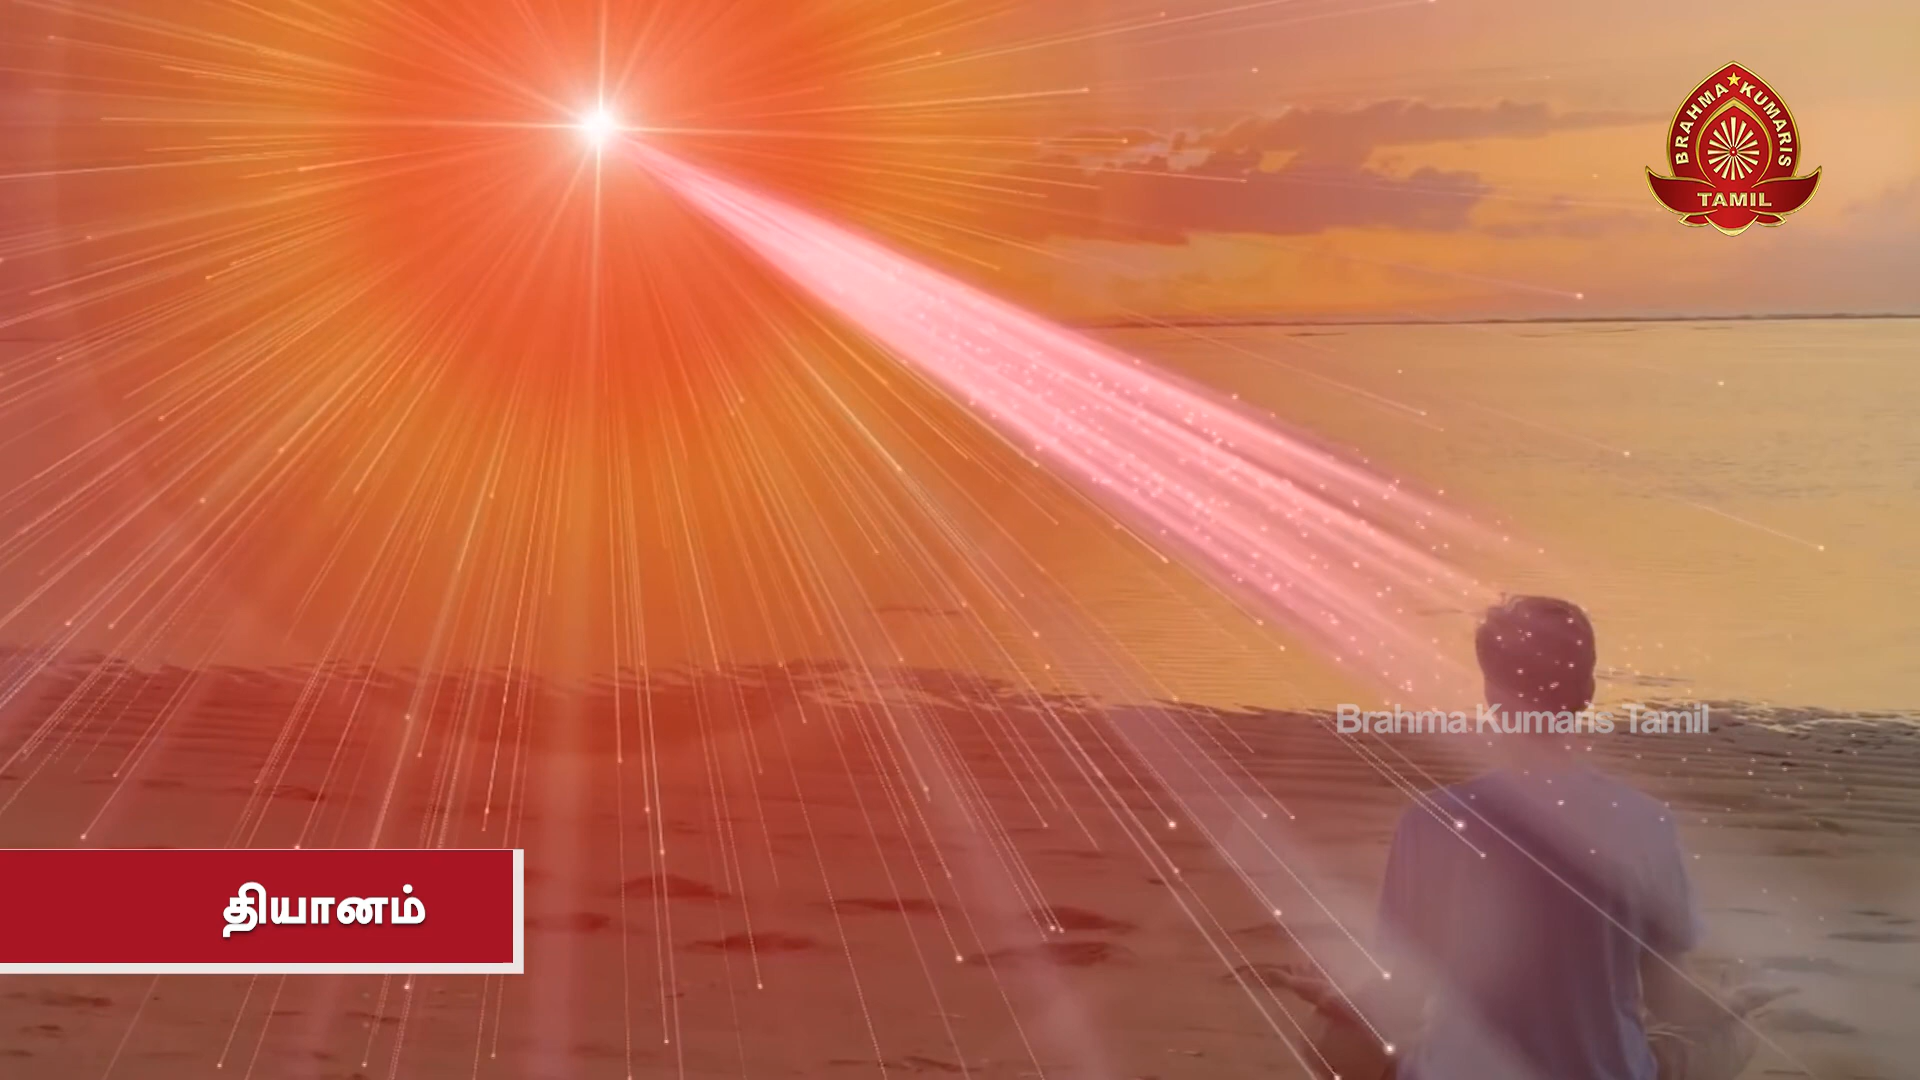 BRAHMA KUMARIS
TAMIL
Brahma Kumaris Tamil
தியானம்